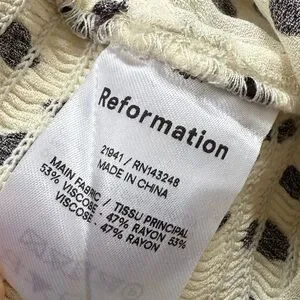 Reformation
21941 / RN143248
MADE IN CHINA
MAIN FABRIC / TISSU PRINCIPAL
53% VISCOSE - 47% RAYON 53%
VISCOSE - 47% RAYON